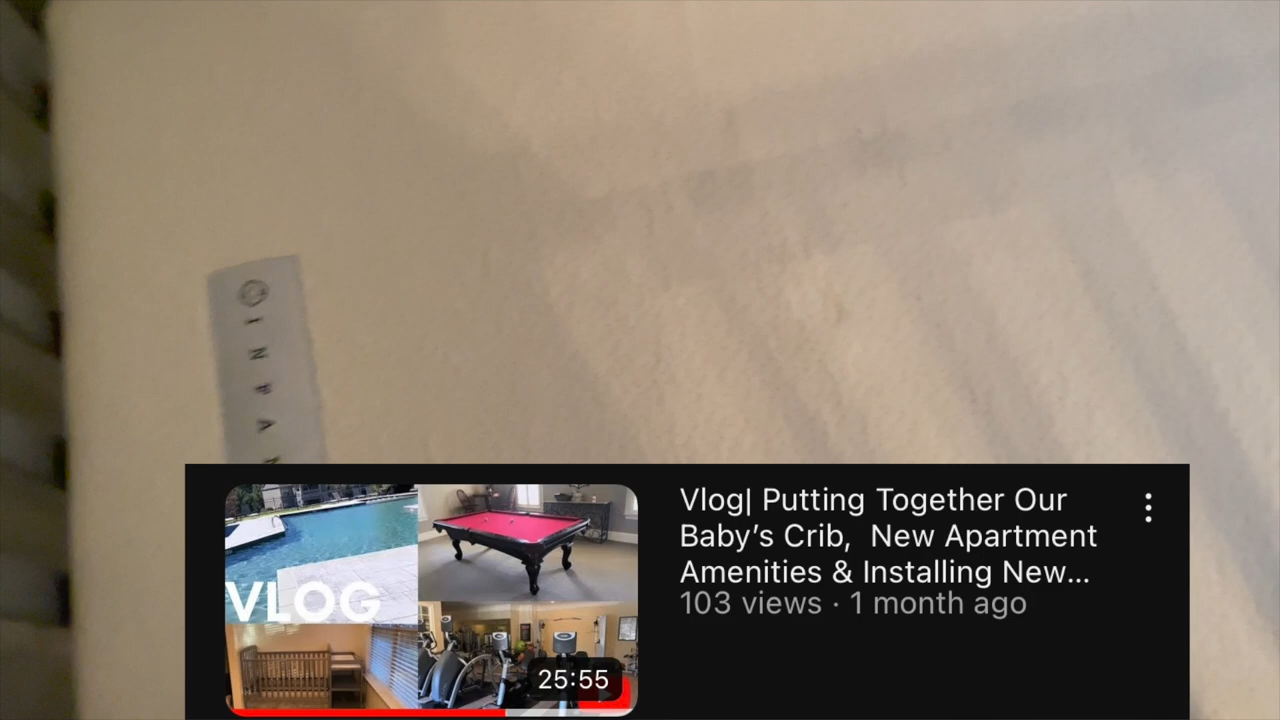 INPA
Vlog| Putting Together Our
Baby’s Crib,  New Apartment
Amenities & Installing New...
103 views · 1 month ago
VLOG
25:55